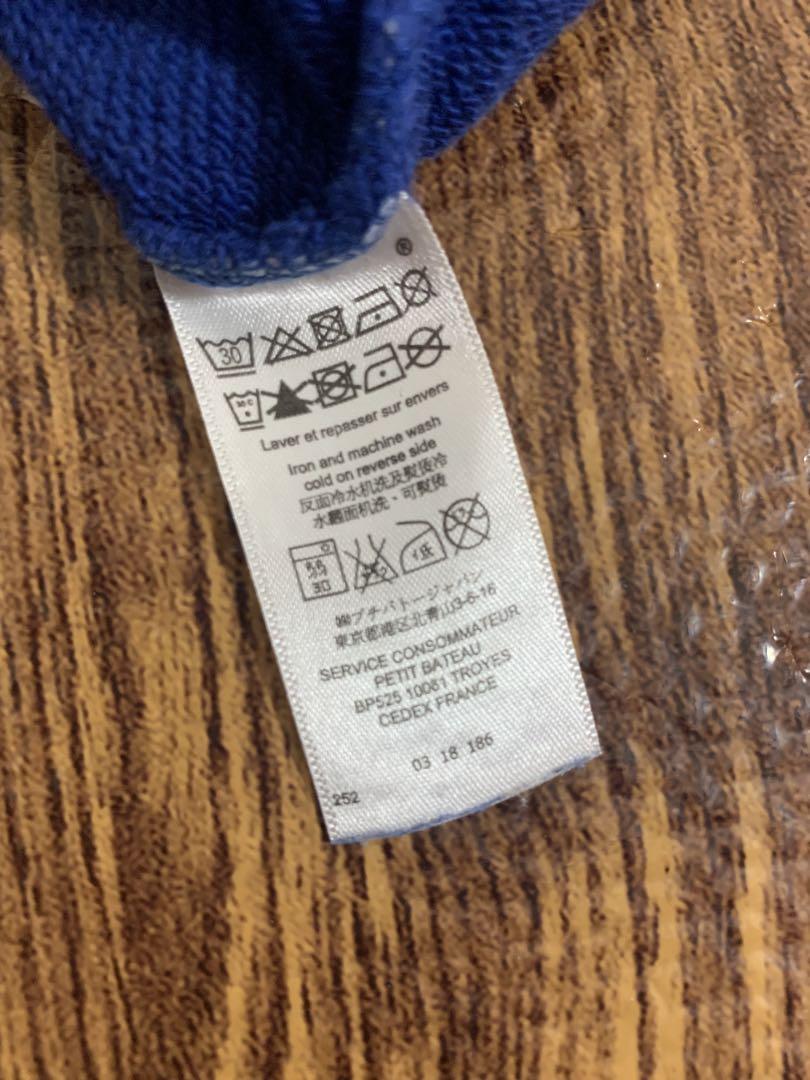 ®
30
30 C
Laver et repasser sur envers
Iron and machine wash
cold on reverse side
反面冷水机洗及熨後冷
水翻面机洗、可熨後
30
㈱プチバトージャパン
東京都港区北青山3-6-16
SERVICE CONSOMMATEUR
PETIT BATEAU
BP525 10081 TROYES
CEDEX FRANCE
03 18 186
252